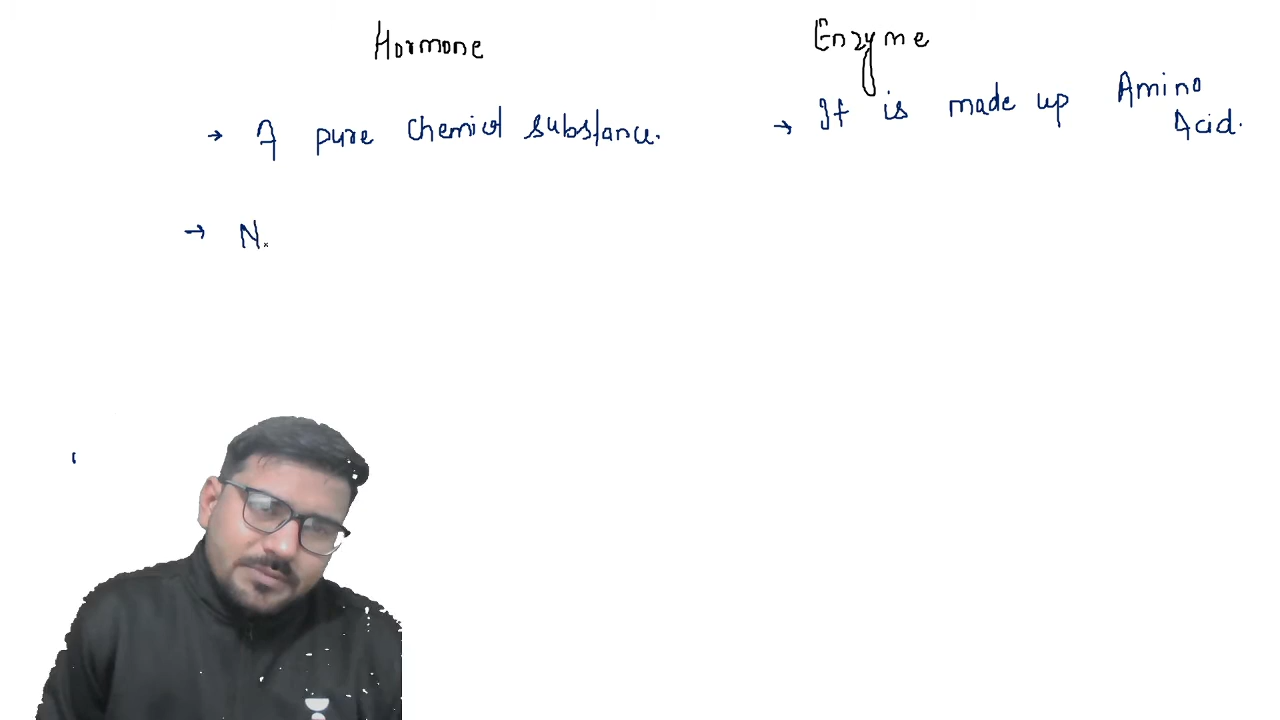 Hormone
Enzyme
→ A pure chemical substance.
→ It is made up Amino
Acid.
→ N